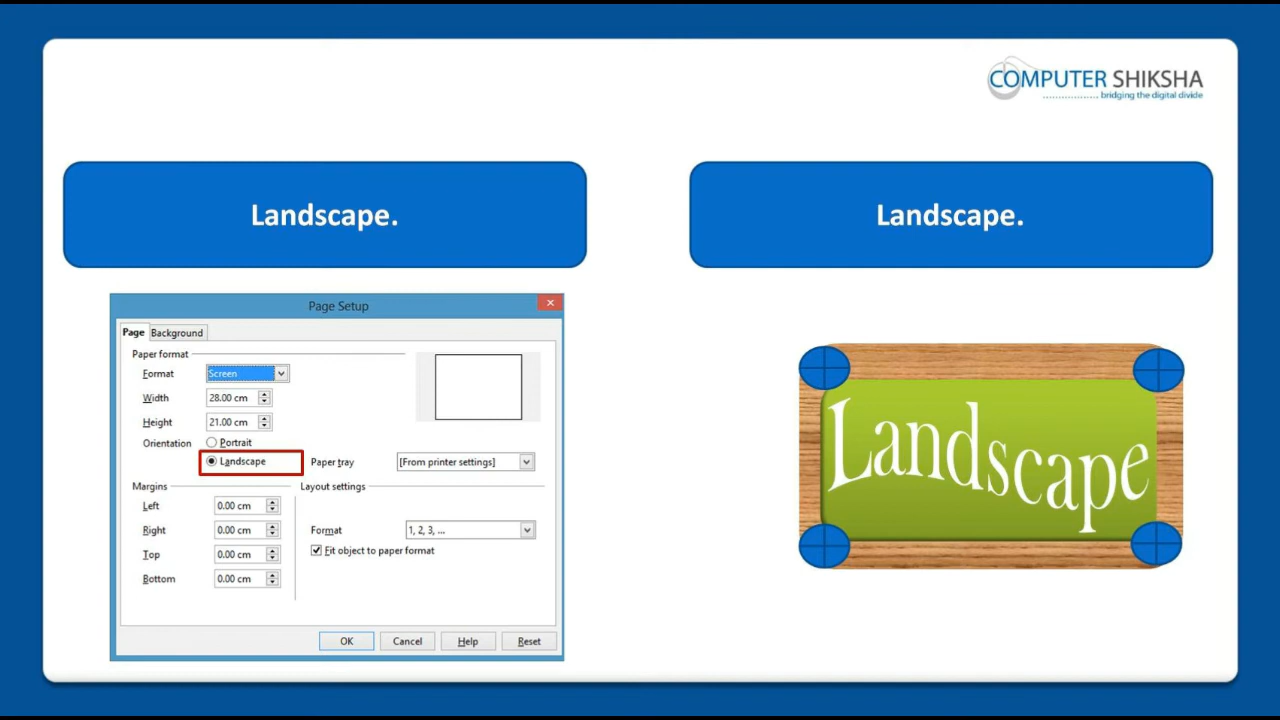 COMPUTER SHIKSHA
bridging the digital divide
Landscape.
Landscape.
Page Setup
Page Background
Paper format
Format Screen
Width 28.00 cm
Height 21.00 cm
Orientation Portrait
Landscape Paper tray [From printer settings]
Margins Layout settings
Left 0.00 cm
Right 0.00 cm Format 1, 2, 3, ...
Top 0.00 cm Fit object to paper format
Bottom 0.00 cm
OK Cancel Help Reset
Landscape